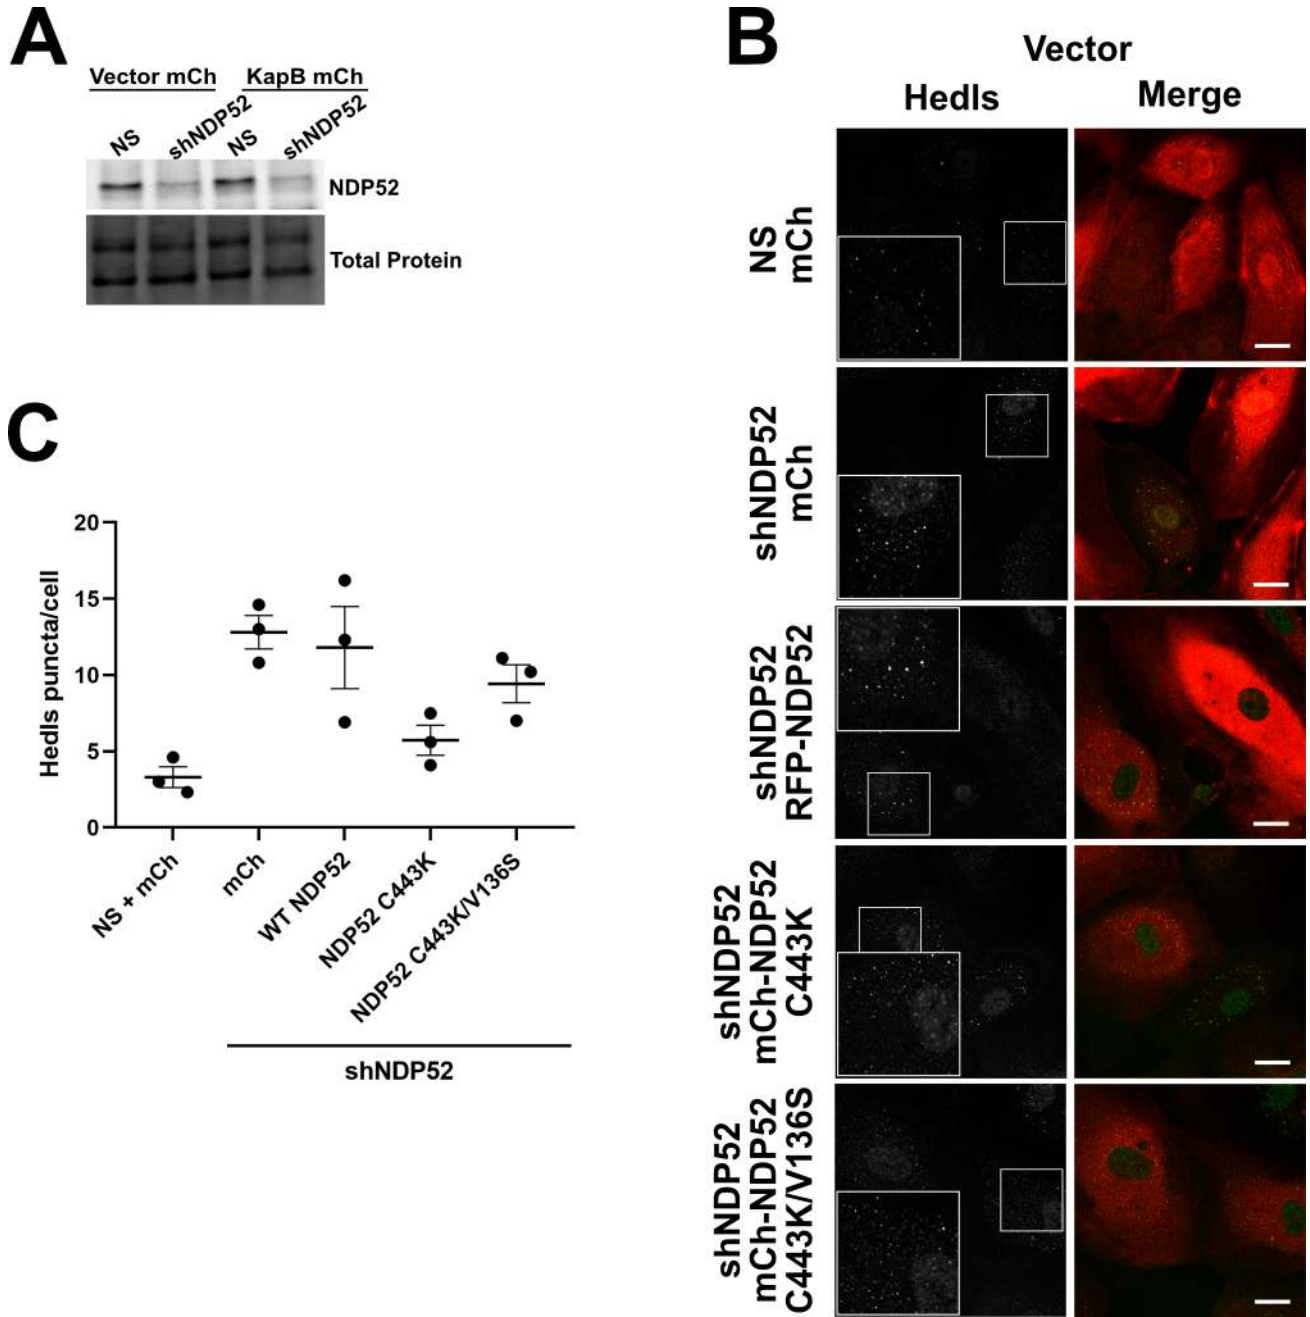 A
Vector mCh
KapB mCh
NS
shNDP52
NS
shNDP52
NDP52
Total Protein
B
Vector
Hedls
Merge
NS
mCh
shNDP52
mCh
shNDP52
RFP-NDP52
shNDP52
mCh-NDP52
C443K
shNDP52
mCh-NDP52
C443K/V136S
C
Hedls puncta/cell
20
15
10
5
0
NS + mCh
mCh
WT NDP52
NDP52 C443K
NDP52 C443K/V136S
shNDP52